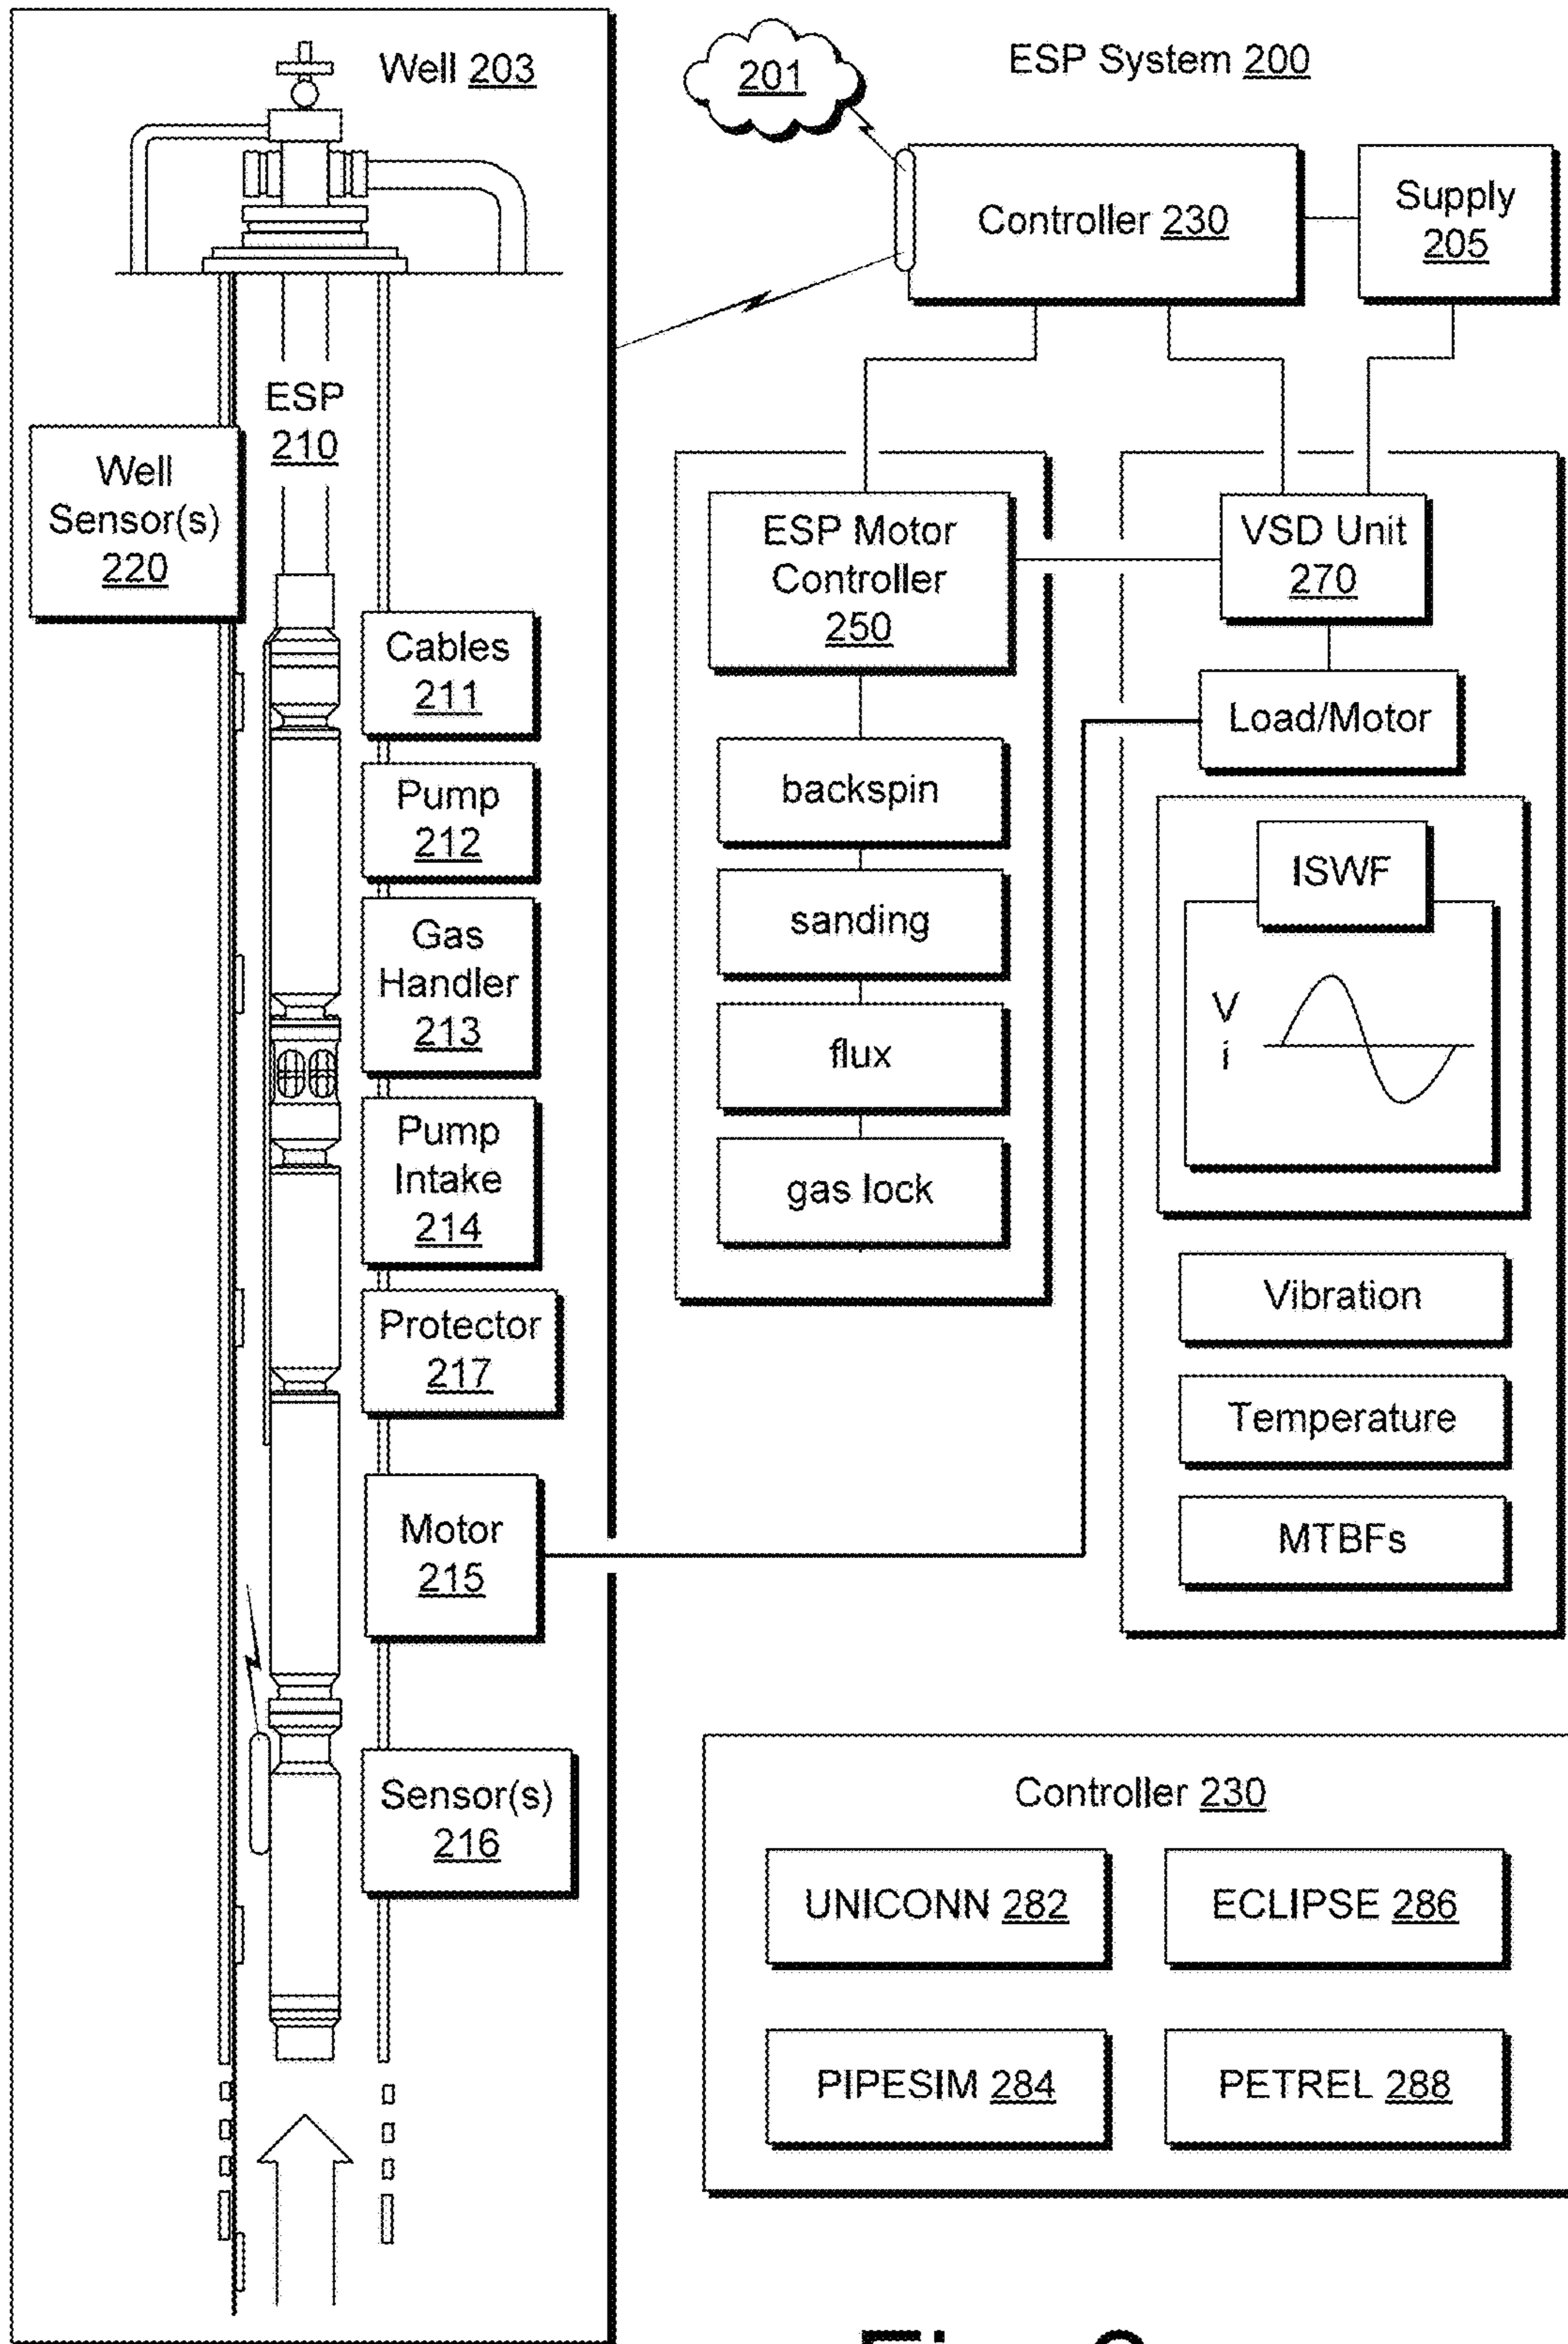 Well 203
201
ESP System 200
Controller 230
Supply
205
ESP
210
Well
Sensor(s)
220
Cables
211
Pump
212
Gas
Handler
213
Pump
Intake
214
Protector
217
Motor
215
Sensor(s)
216
ESP Motor
Controller
250
backspin
sanding
flux
gas lock
VSD Unit
270
Load/Motor
ISWF
V
i
Vibration
Temperature
MTBFs
Controller 230
UNICONN 282
ECLIPSE 286
PIPESIM 284
PETREL 288